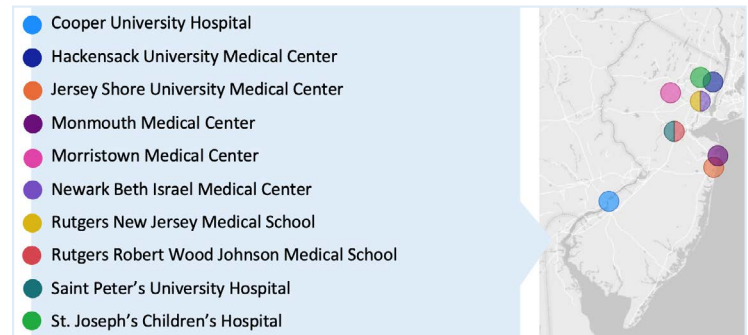 Cooper University Hospital
Hackensack University Medical Center
Jersey Shore University Medical Center
Monmouth Medical Center
Morristown Medical Center
Newark Beth Israel Medical Center
Rutgers New Jersey Medical School
Rutgers Robert Wood Johnson Medical School
Saint Peter's University Hospital
St. Joseph's Children's Hospital